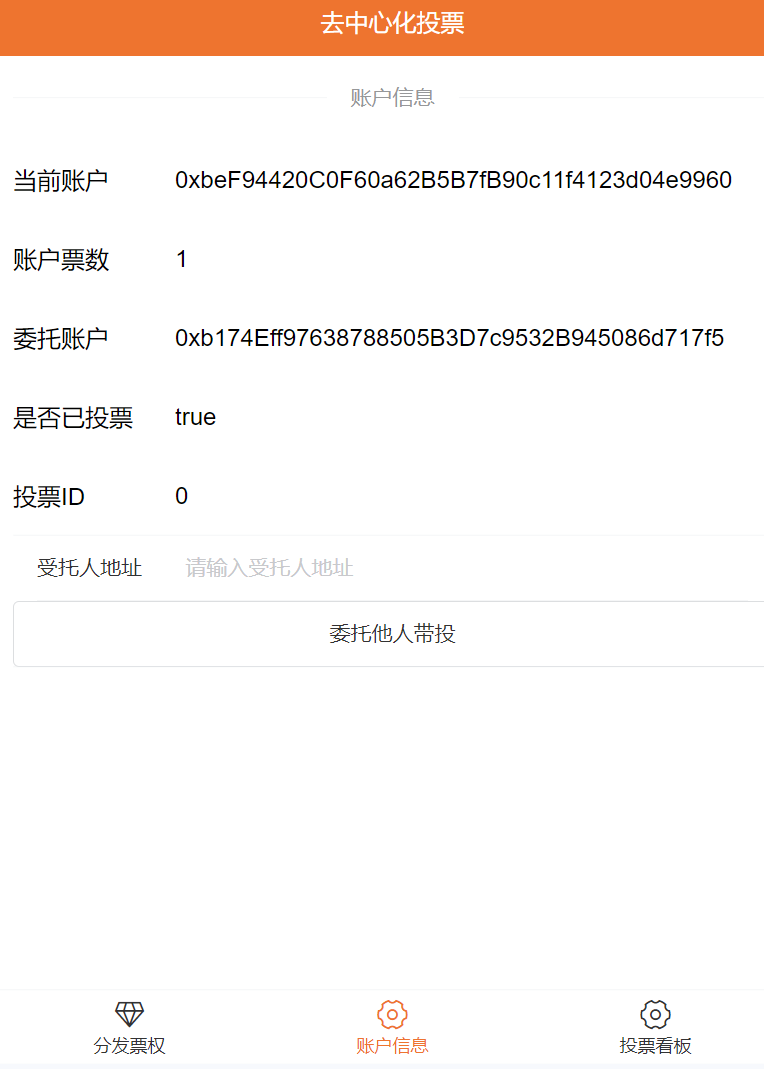 去中心化投票
账户信息
当前账户 0xbeF94420C0F60a62B5B7fB90c11f4123d04e9960
账户票数 1
委托账户 0xb174Eff97638788505B3D7c9532B945086d717f5
是否已投票 true
投票ID 0
受托人地址 请输入受托人地址
委托他人带投
分发票权 账户信息 投票看板